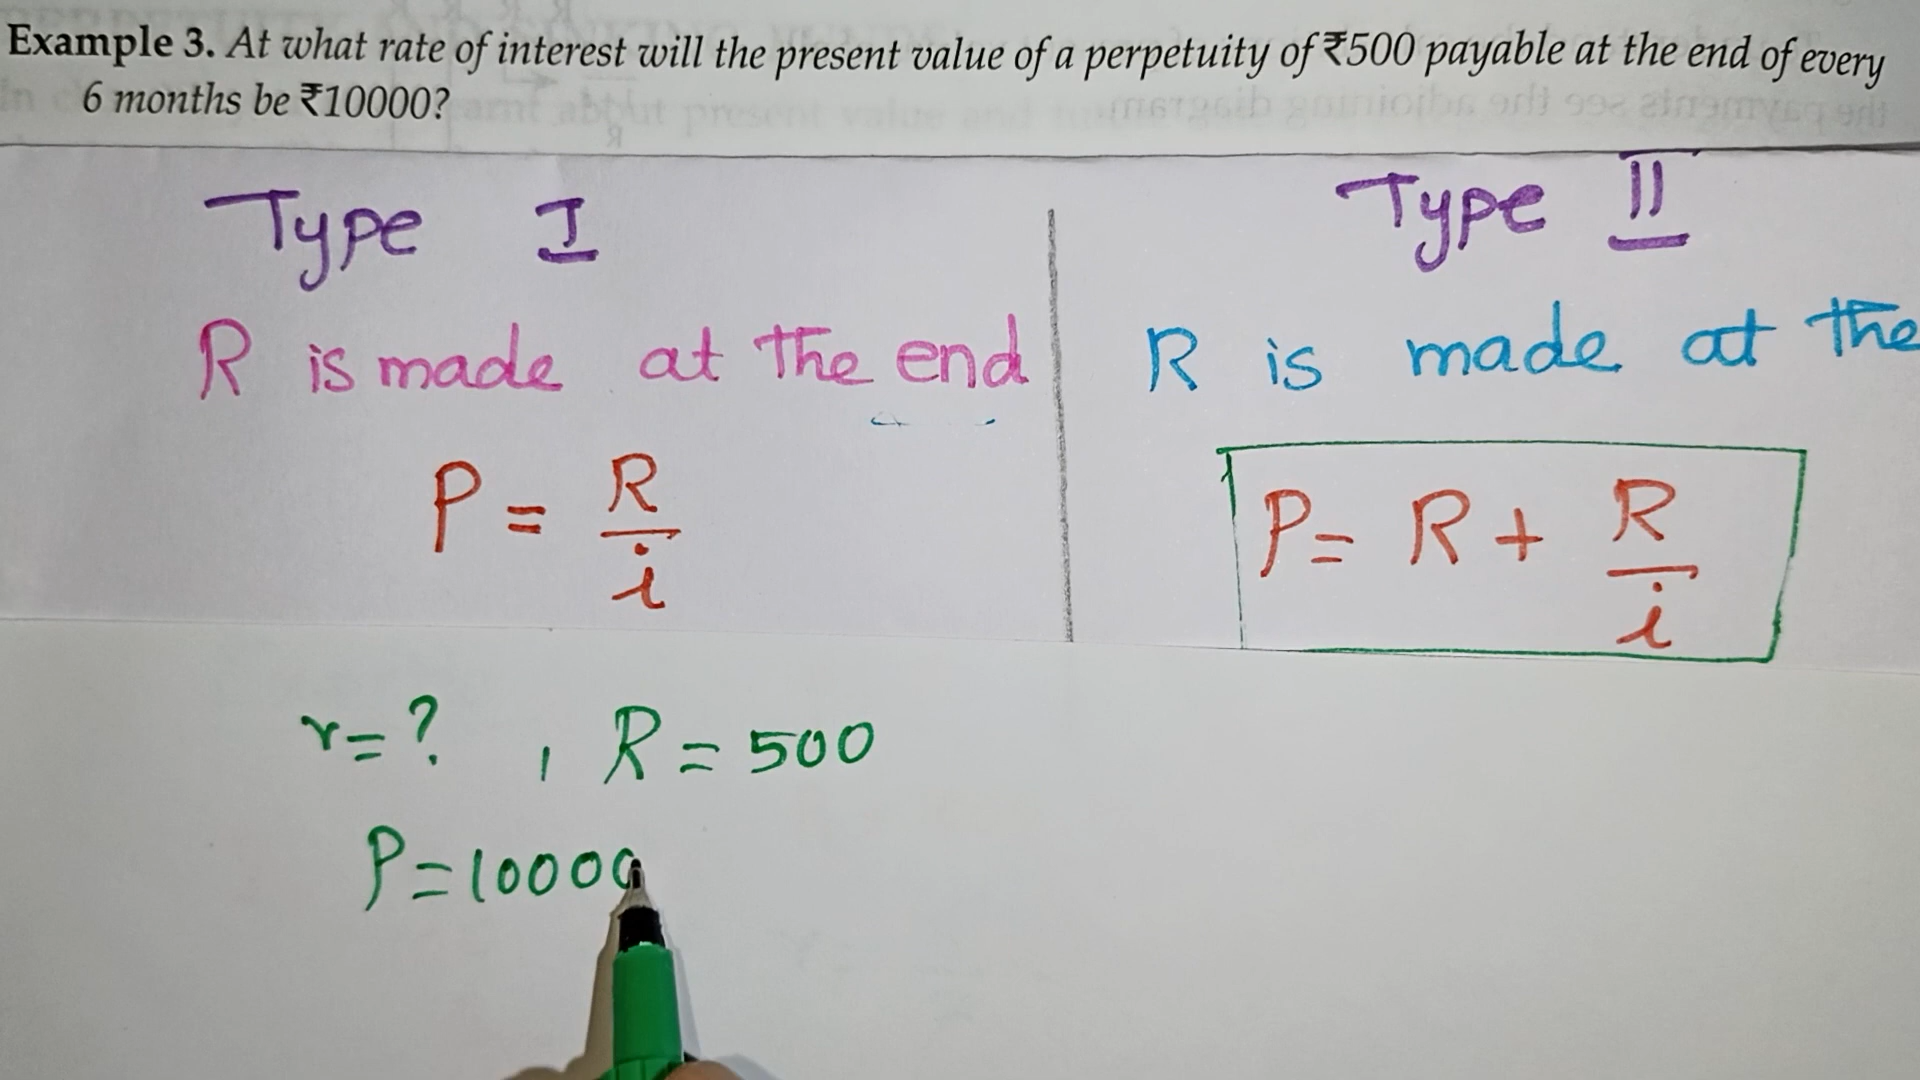 Example 3. At what rate of interest will the present value of a perpetuity of ₹500 payable at the end of every
6 months be ₹10000?
Type I
R is made at the end
P = R/i
Type II
R is made at the
P = R + R/i
r = ? , R = 500
P = 10000